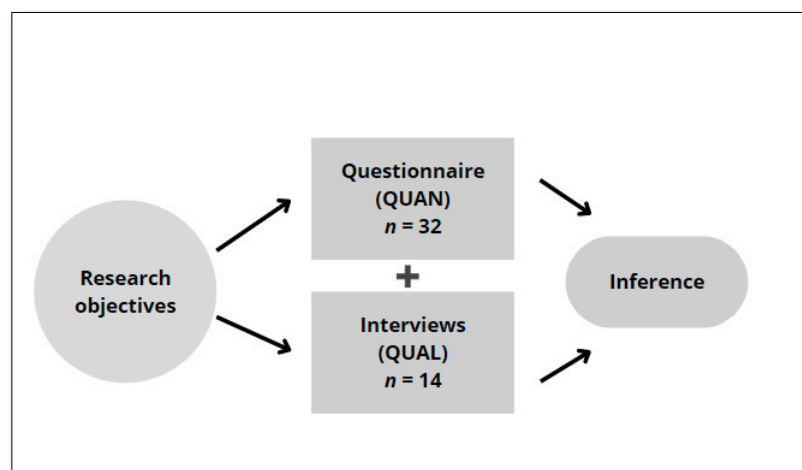 Research
objectives
Questionnaire
(QUAN)
n = 32
+
Interviews
(QUAL)
n = 14
Inference